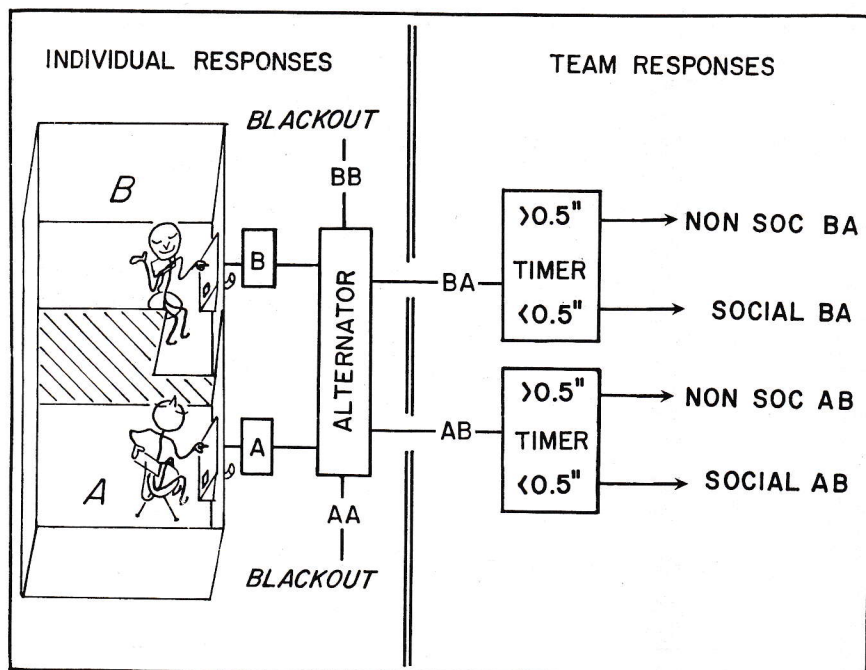 INDIVIDUAL RESPONSES
BLACKOUT
BB
B
B
ALTERNATOR
A
A
AA
BLACKOUT
TEAM RESPONSES
BA
>0.5"
TIMER
<0.5"
NON SOC BA
SOCIAL BA
AB
>0.5"
TIMER
<0.5"
NON SOC AB
SOCIAL AB